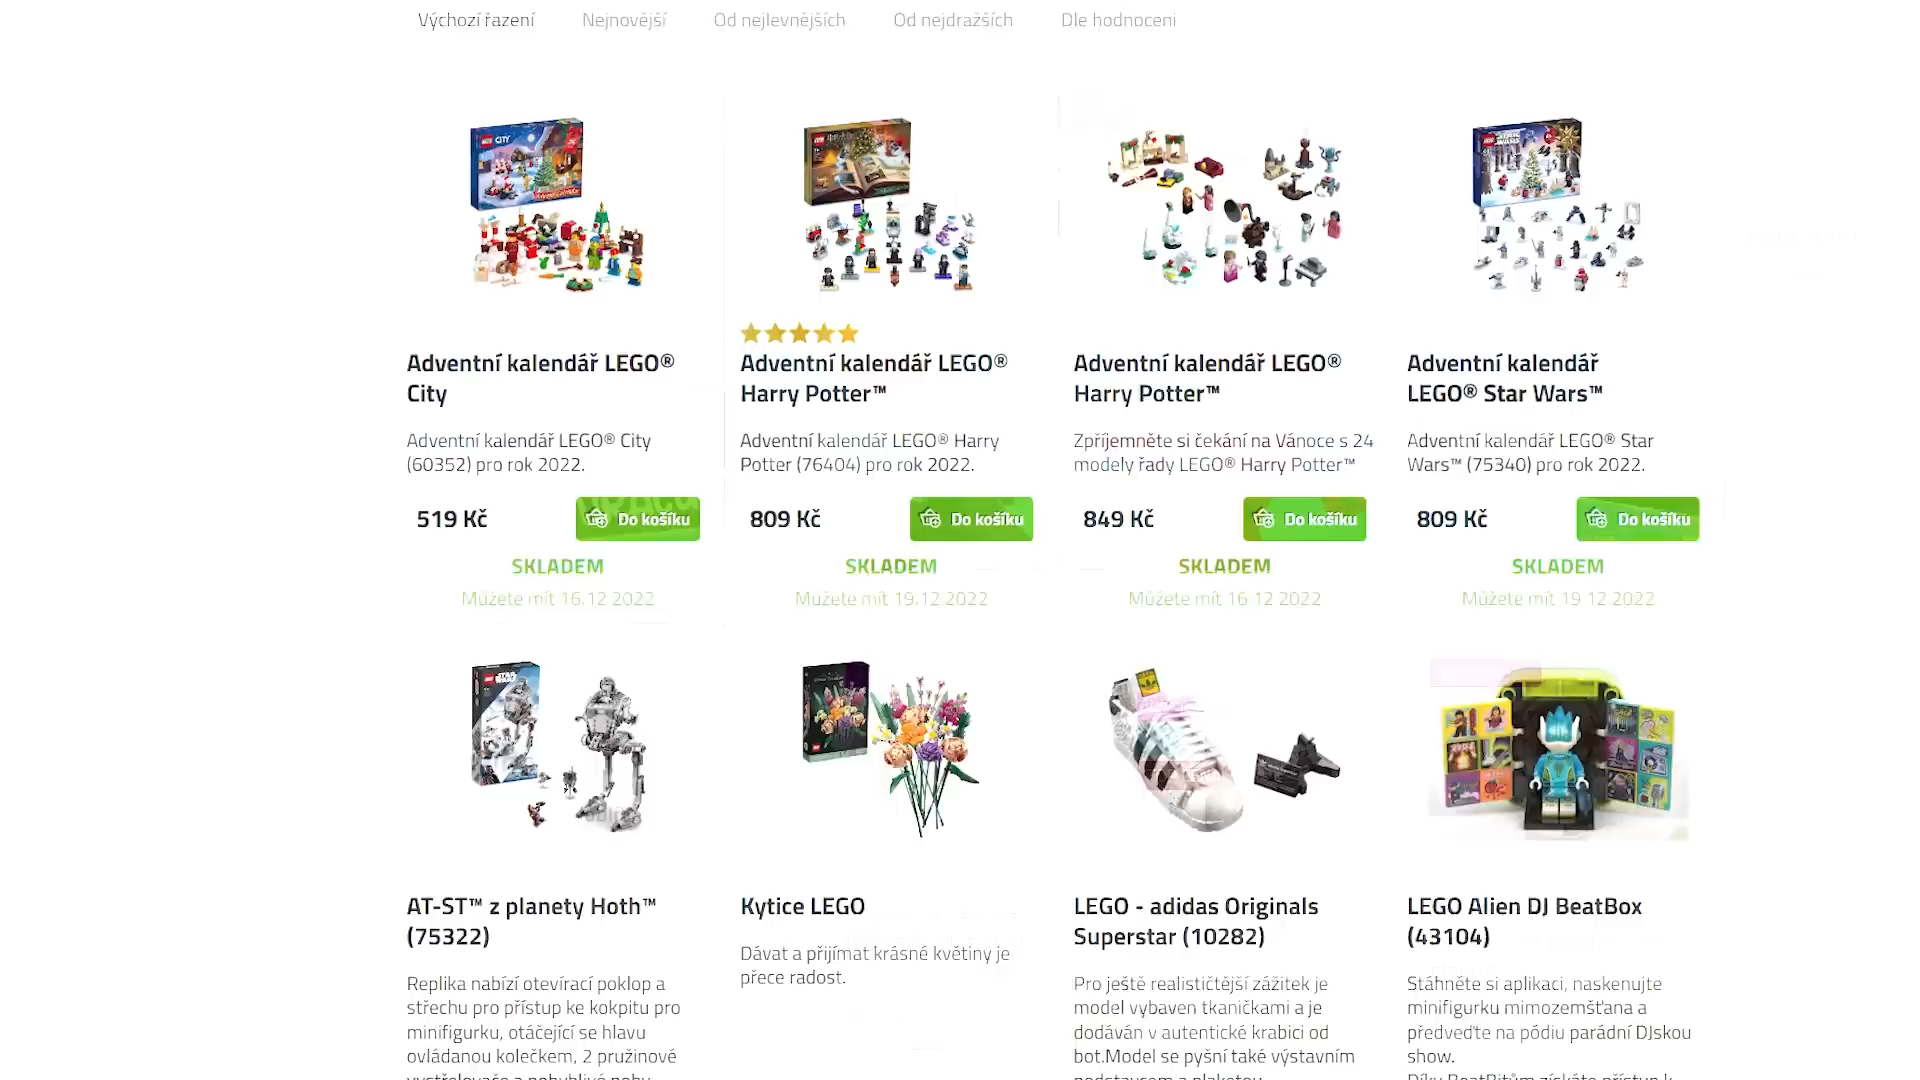 Výchozí řazení
Nejnovější
Od nejlevnějších
Od nejdražších
Dle hodnoceni
Adventní kalendář LEGO®
City
Adventní kalendář LEGO® City
(60352) pro rok 2022.
519 Kč
Do košíku
SKLADEM
Můžete mít 16.12 2022
Adventní kalendář LEGO®
Harry Potter™
Adventní kalendář LEGO® Harry
Potter (76404) pro rok 2022.
809 Kč
Do košíku
SKLADEM
Mužete mít 19.12 2022
Adventní kalendář LEGO®
Harry Potter™
Zpříjemněte si čekání na Vánoce s 24
modely řady LEGO® Harry Potter™
849 Kč
Do košíku
SKLADEM
Můžete mít 16 12 2022
Adventní kalendář
LEGO® Star Wars™
Adventní kalendář LEGO® Star
Wars™ (75340) pro rok 2022.
809 Kč
Do košíku
SKLADEM
Můžete mít 19 12 2022
AT-ST™ z planety Hoth™
(75322)
Replika nabízí otevírací poklop a
střechu pro přístup ke kokpitu pro
minifigurku, otáčející se hlavu
ovládanou kolečkem, 2 pružinové
Kytice LEGO
Dávat a přijímat krásné květiny je
přece radost.
LEGO - adidas Originals
Superstar (10282)
Pro ještě realističtější zážitek je
model vybaven tkaničkami a je
dodáván v autentické krabici od
bot.Model se pyšní také výstavním
LEGO Alien DJ BeatBox
(43104)
Stáhněte si aplikaci, naskenujte
minifigurku mimozemšťana a
předveďte na pódiu parádní DJskou
show.